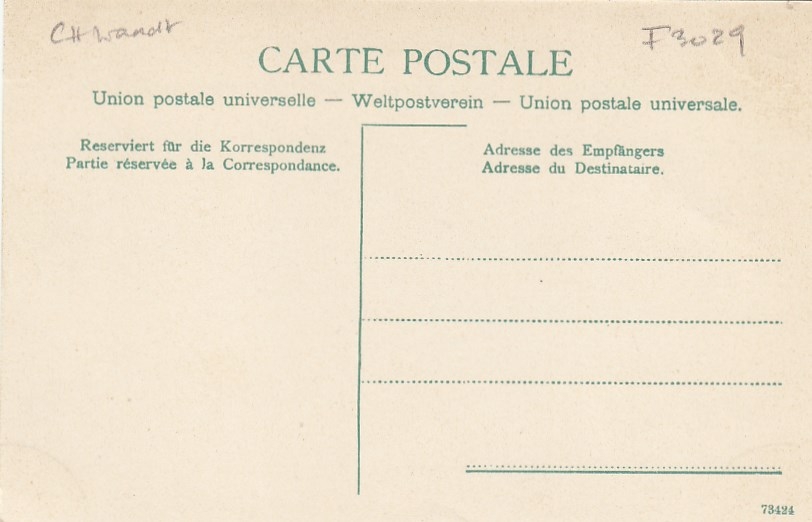 CH Waadt F 3029
CARTE POSTALE
Union postale universelle — Weltpostverein — Union postale universale.
Reserviert für die Korrespondenz
Partie réservée à la Correspondance.
Adresse des Empfängers
Adresse du Destinataire.
73424